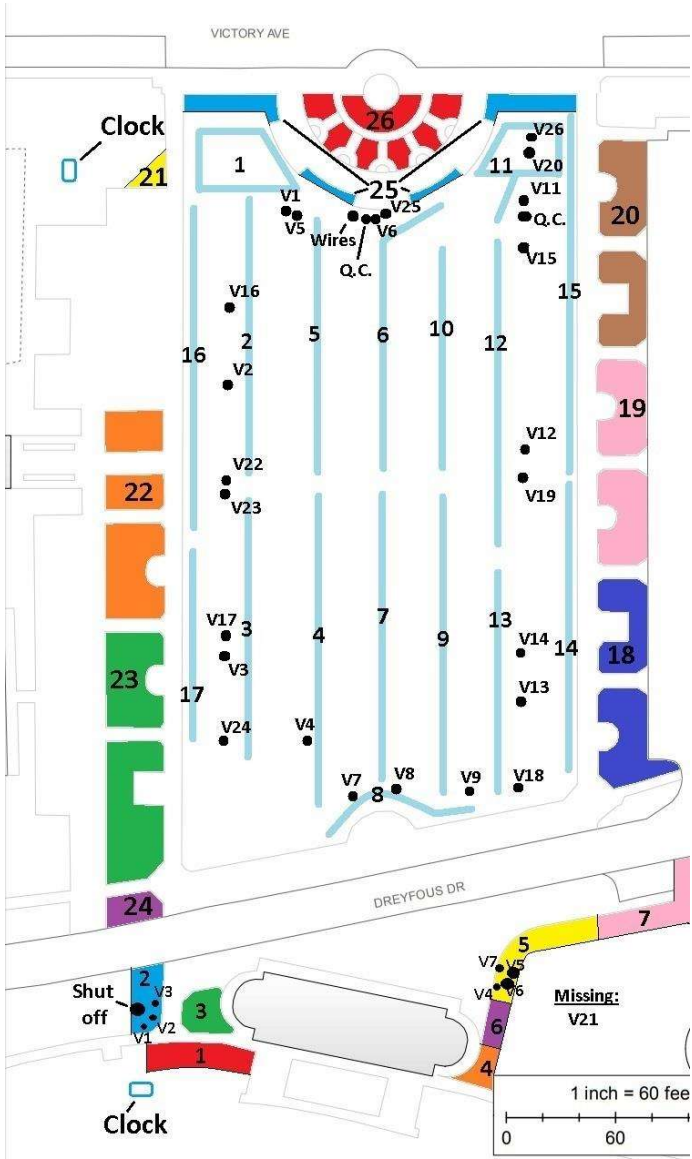 VICTORY AVE
Clock
26
V26
V20
21
1
11
25
V11
Q.C.
V1
V5
Wires
V25
V6
Q.C.
V15
20
V16
15
16
2
5
6
10
12
V2
19
V12
22
V22
V23
V19
V17
3
V3
4
7
9
13
V14
14
18
23
17
V13
V24
V4
V7
8
V8
V9
V18
24
DREYFOUS DR
7
5
2
Shut
off
V3
V2
V1
3
V7
V5
V4
V6
Missing:
V21
6
1
4
Clock
1 inch = 60 fee
0
60